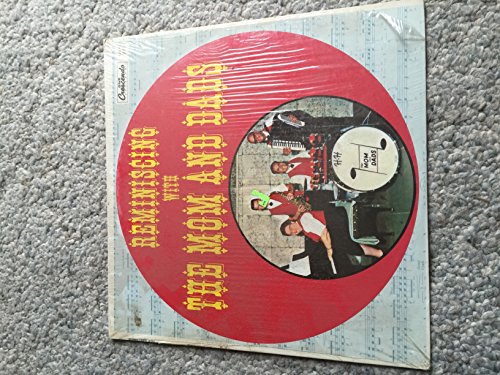 Crescendo
REMINISCING
WITH
THE MOM AND DADS
H·H
THE
MOM
AND
DADS